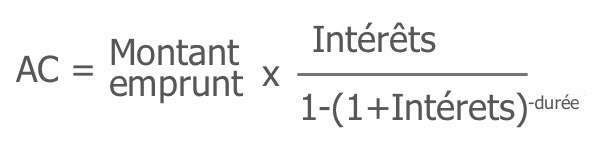 AC = Montant emprunt x Intérêts
1-(1+Intérets)-durée